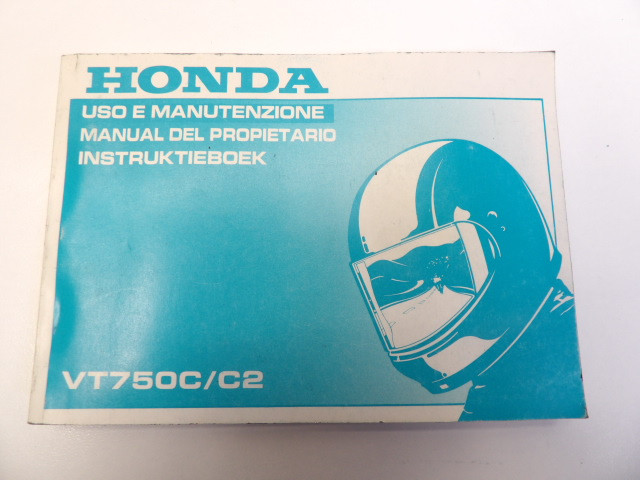 HONDA
USO E MANUTENZIONE
MANUAL DEL PROPIETARIO
INSTRUKTIEBOEK
VT750C/C2